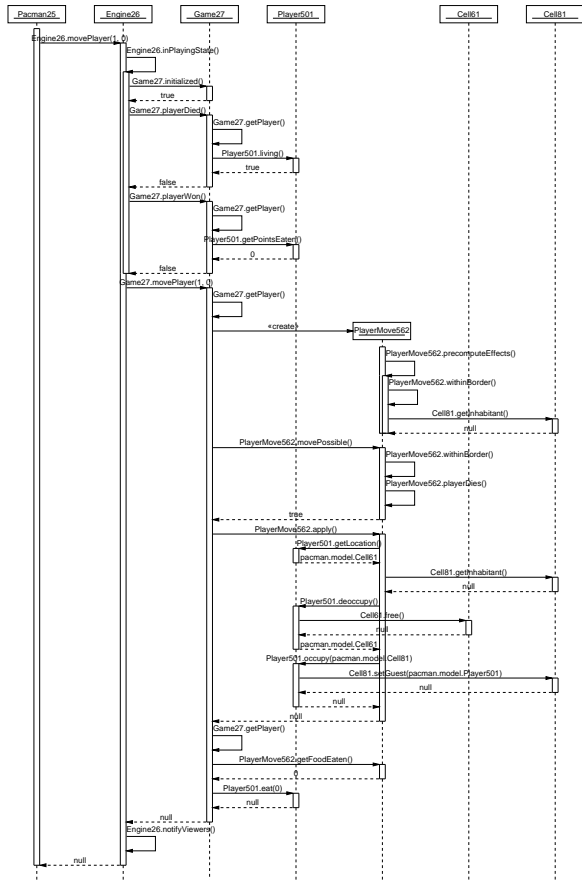 Pacman25 Engine26 Game27 Player501 Cell61 Cell81
Engine26.movePlayer(1, 0)
Engine26.inPlayingState()
Game27.initialized()
true
Game27.playerDied()
Game27.getPlayer()
Player501.living()
true
false
Game27.playerWon()
Game27.getPlayer()
Player501.getPointsEaten()
0
false
Game27.movePlayer(1, 0)
Game27.getPlayer()
«create»
PlayerMove562
PlayerMove562.precomputeEffects()
PlayerMove562.withinBorder()
Cell81.getInhabitant()
null
PlayerMove562.movePossible()
PlayerMove562.withinBorder()
PlayerMove562.playerDies()
true
PlayerMove562.apply()
Player501.getLocation()
pacman.model.Cell61
Cell81.getInhabitant()
null
Player501.deoccupy()
Cell61.free()
null
pacman.model.Cell61
Player501.occupy(pacman.model.Cell81)
Cell81.setGuest(pacman.model.Player501)
null
null
null
Game27.getPlayer()
PlayerMove562.getFoodEaten()
0
Player501.eat(0)
null
null
Engine26.notifyViewers()
null